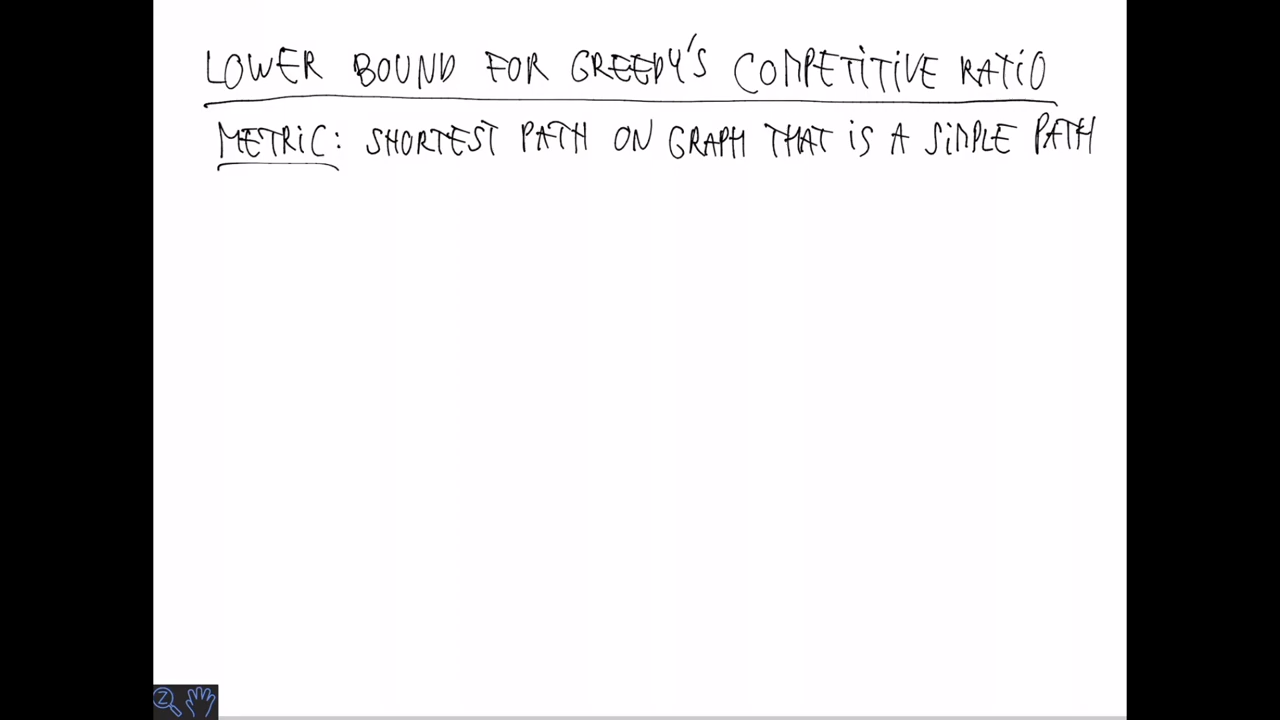 LOWER BOUND FOR GREEDY'S COMPETITIVE RATIO
METRIC: SHORTEST PATH ON GRAPH THAT IS A SIMPLE PATH
Z